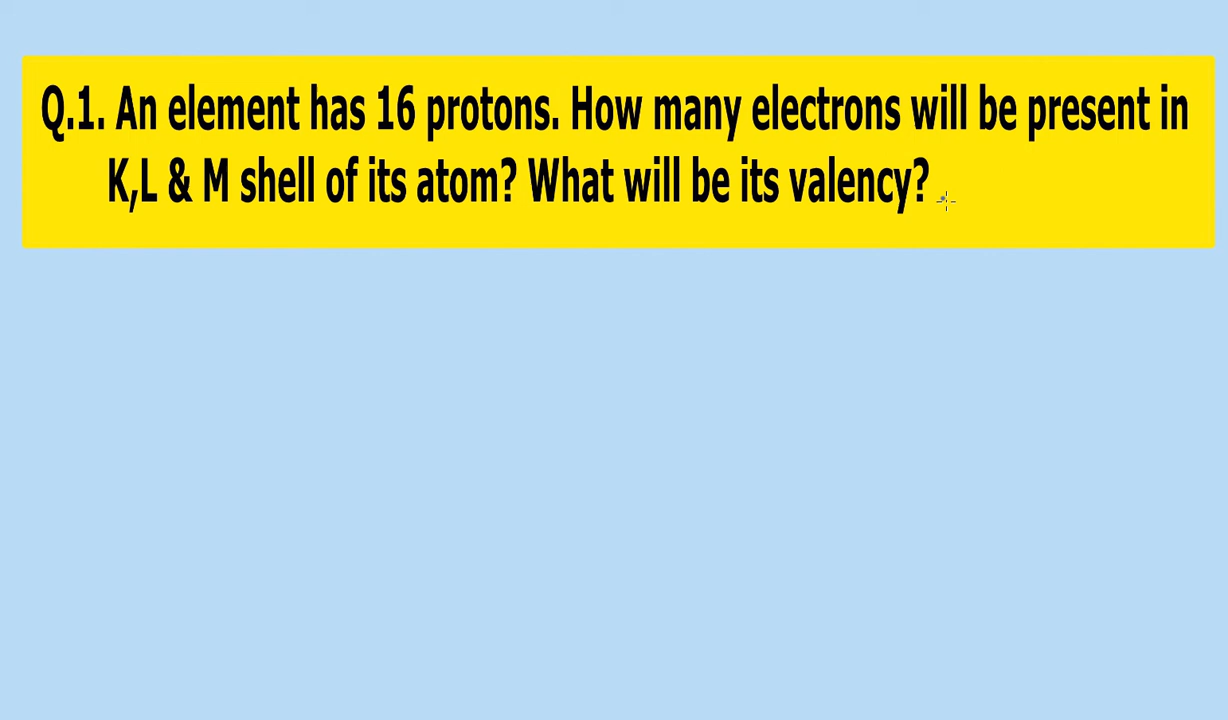 Q.1. An element has 16 protons. How many electrons will be present in
K,L & M shell of its atom? What will be its valency?